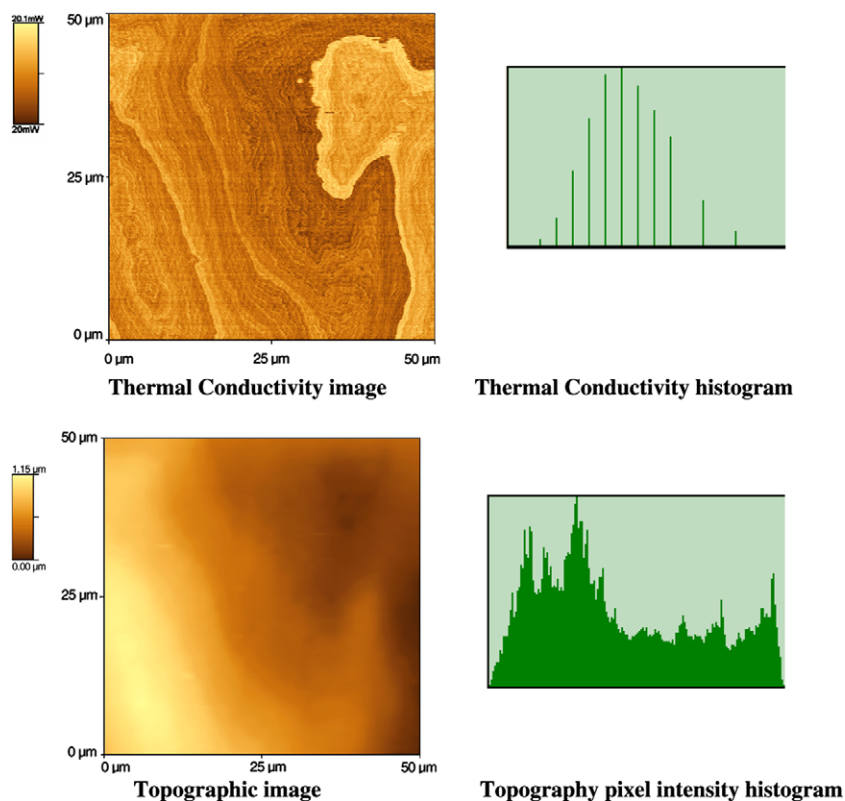 50 µm
20.1mW
20mW
25 µm
0 µm
0 µm
25 µm
50 µm
Thermal Conductivity image
Thermal Conductivity histogram
50 µm
1.15 µm
0.00 µm
25 µm
0 µm
0 µm
25 µm
50 µm
Topographic image
Topography pixel intensity histogram